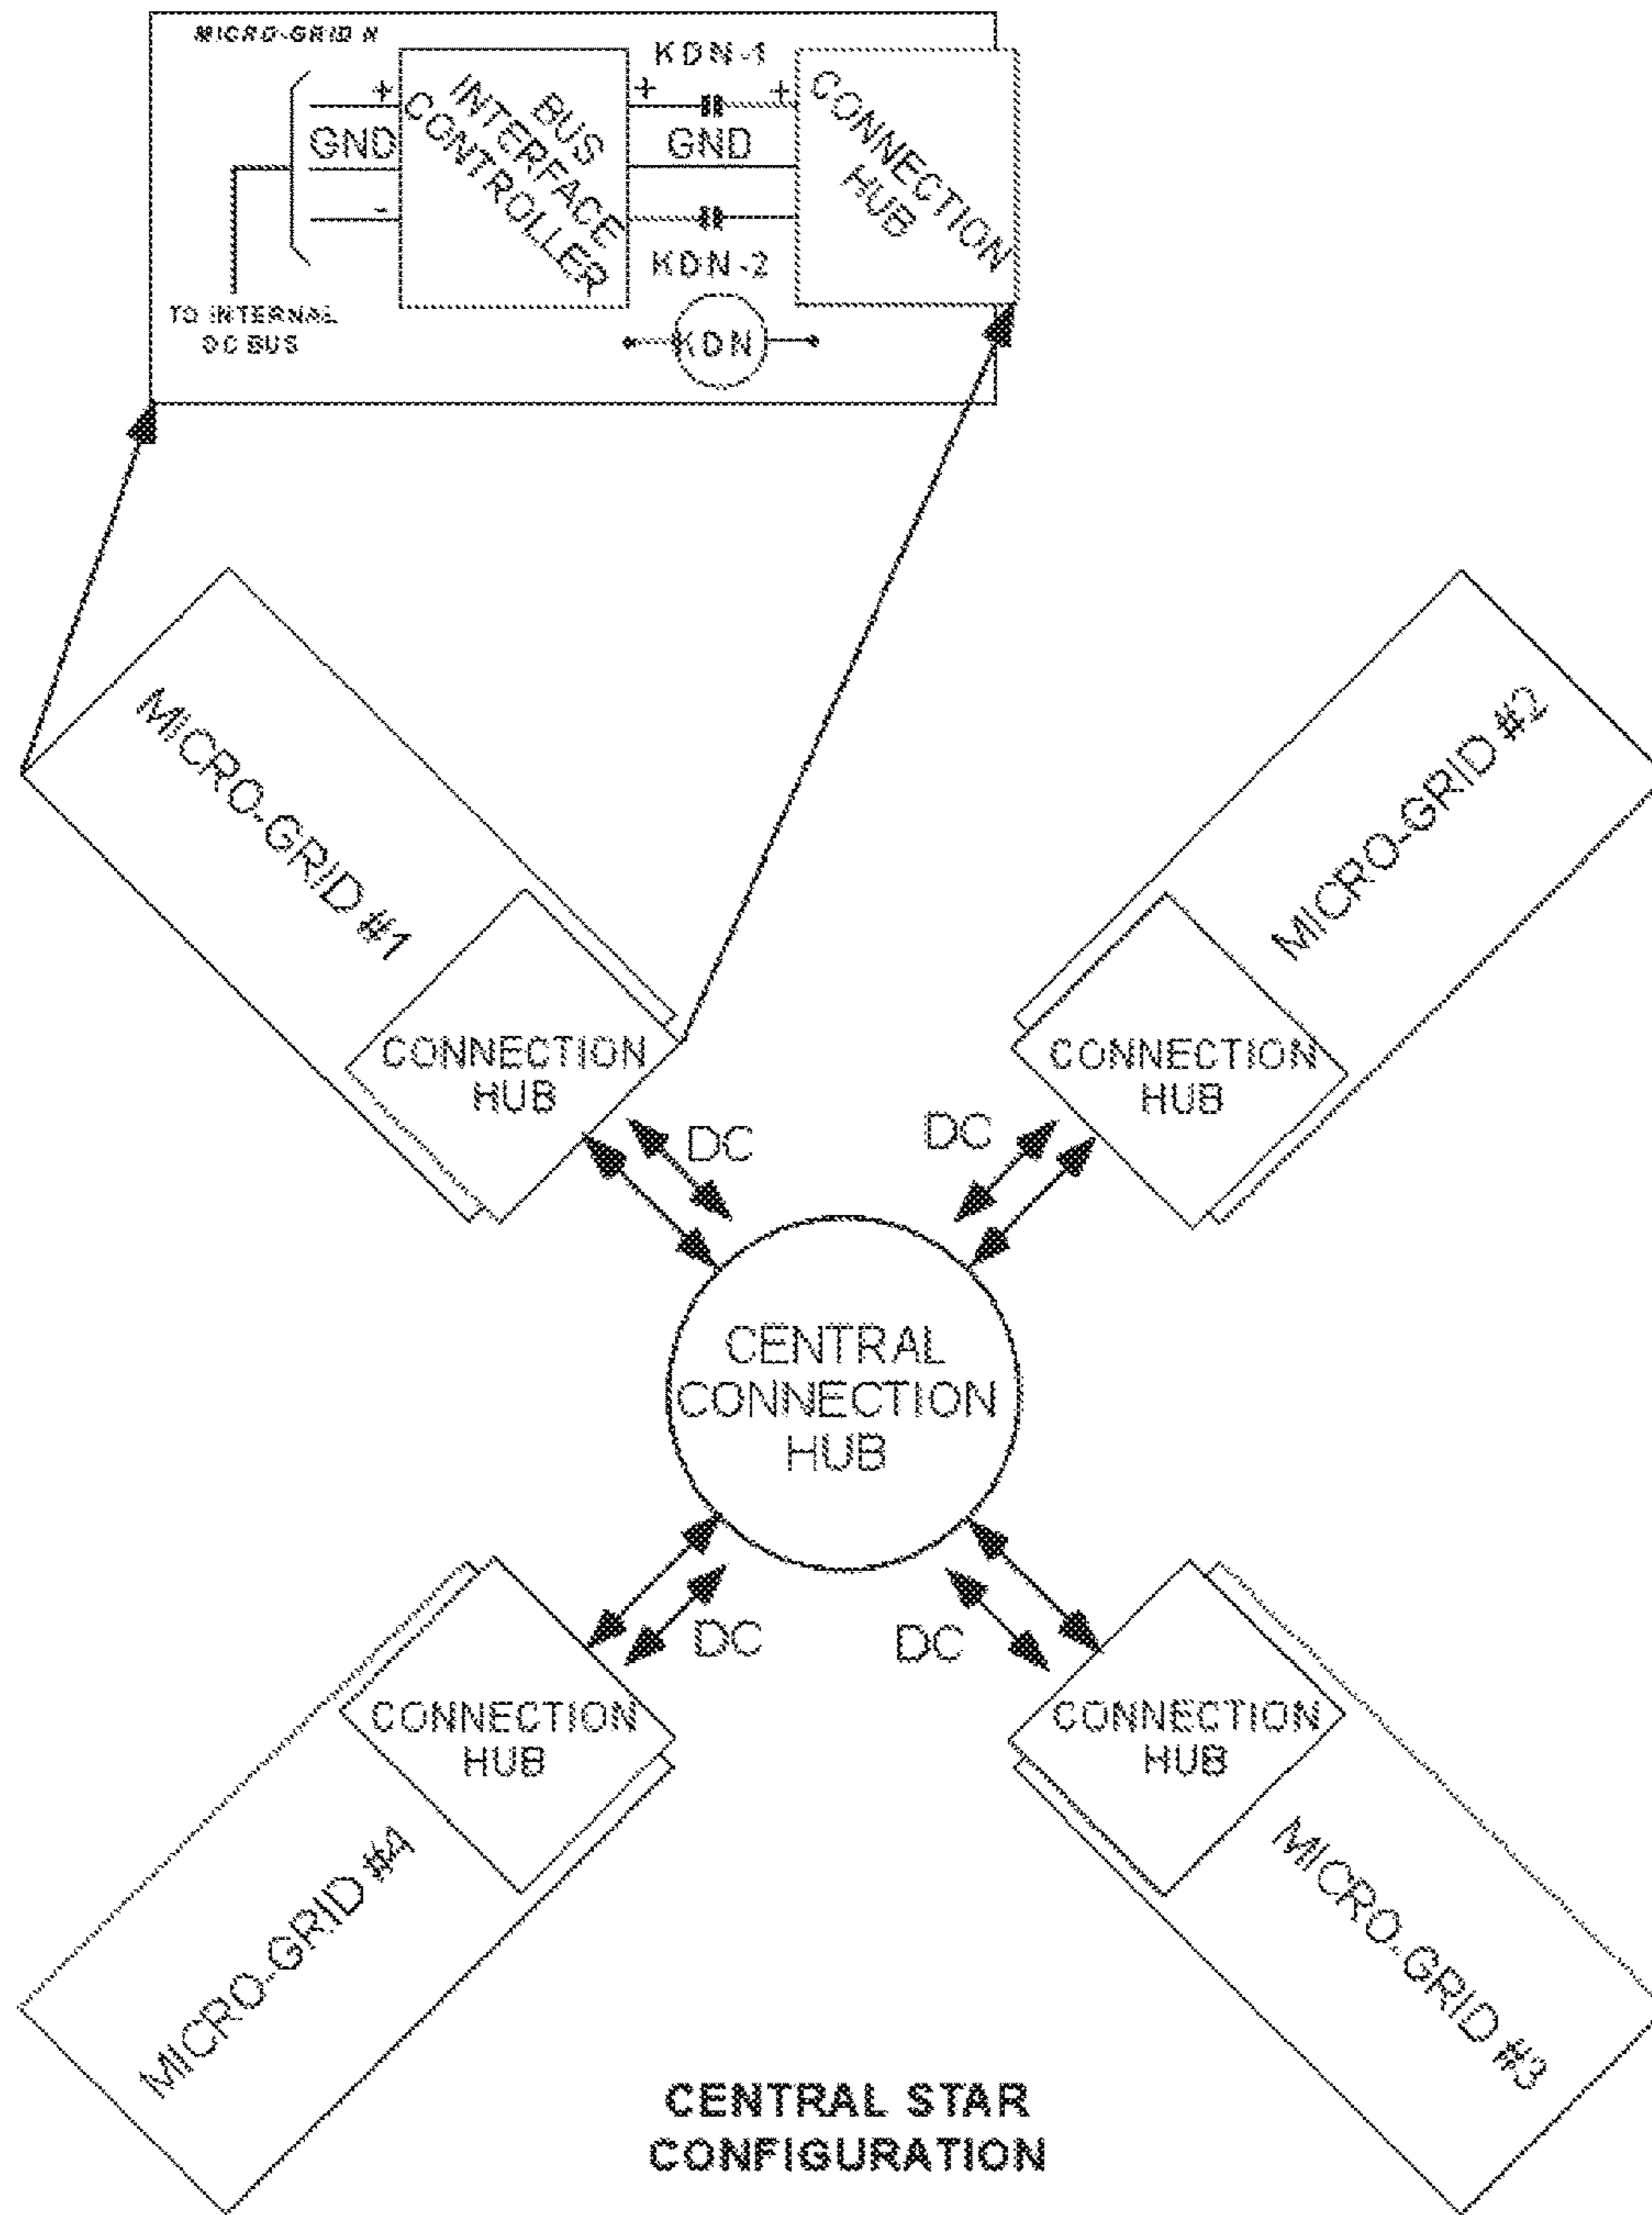 MICRO-GRID N
KDN-1
+
+
+
BUS
INTERFACE
CONTROLLER
CONNECTION
HUB
GND
GND
-
KDN-2
TO INTERNAL
DC BUS
KDN
MICRO-GRID #1
MICRO-GRID #2
CONNECTION
HUB
CONNECTION
HUB
DC
DC
CENTRAL
CONNECTION
HUB
DC
DC
CONNECTION
HUB
CONNECTION
HUB
MICRO-GRID #4
MICRO-GRID #3
CENTRAL STAR
CONFIGURATION